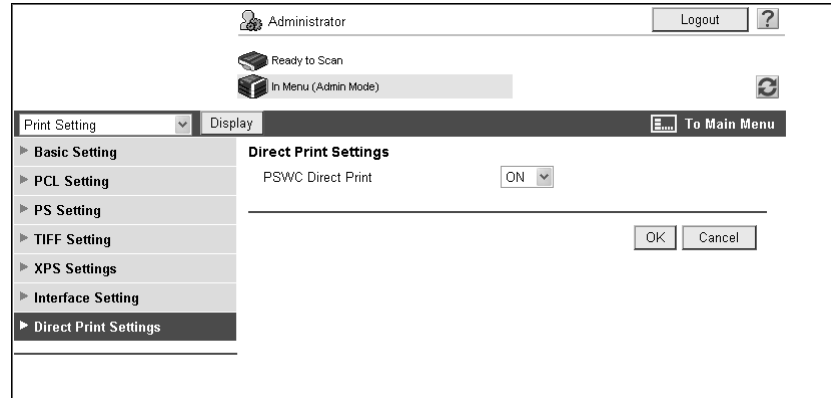 Administrator
Logout
?
Ready to Scan
In Menu (Admin Mode)
Print Setting
Display
To Main Menu
Basic Setting
PCL Setting
PS Setting
TIFF Setting
XPS Settings
Interface Setting
Direct Print Settings
Direct Print Settings
PSWC Direct Print
ON
OK
Cancel